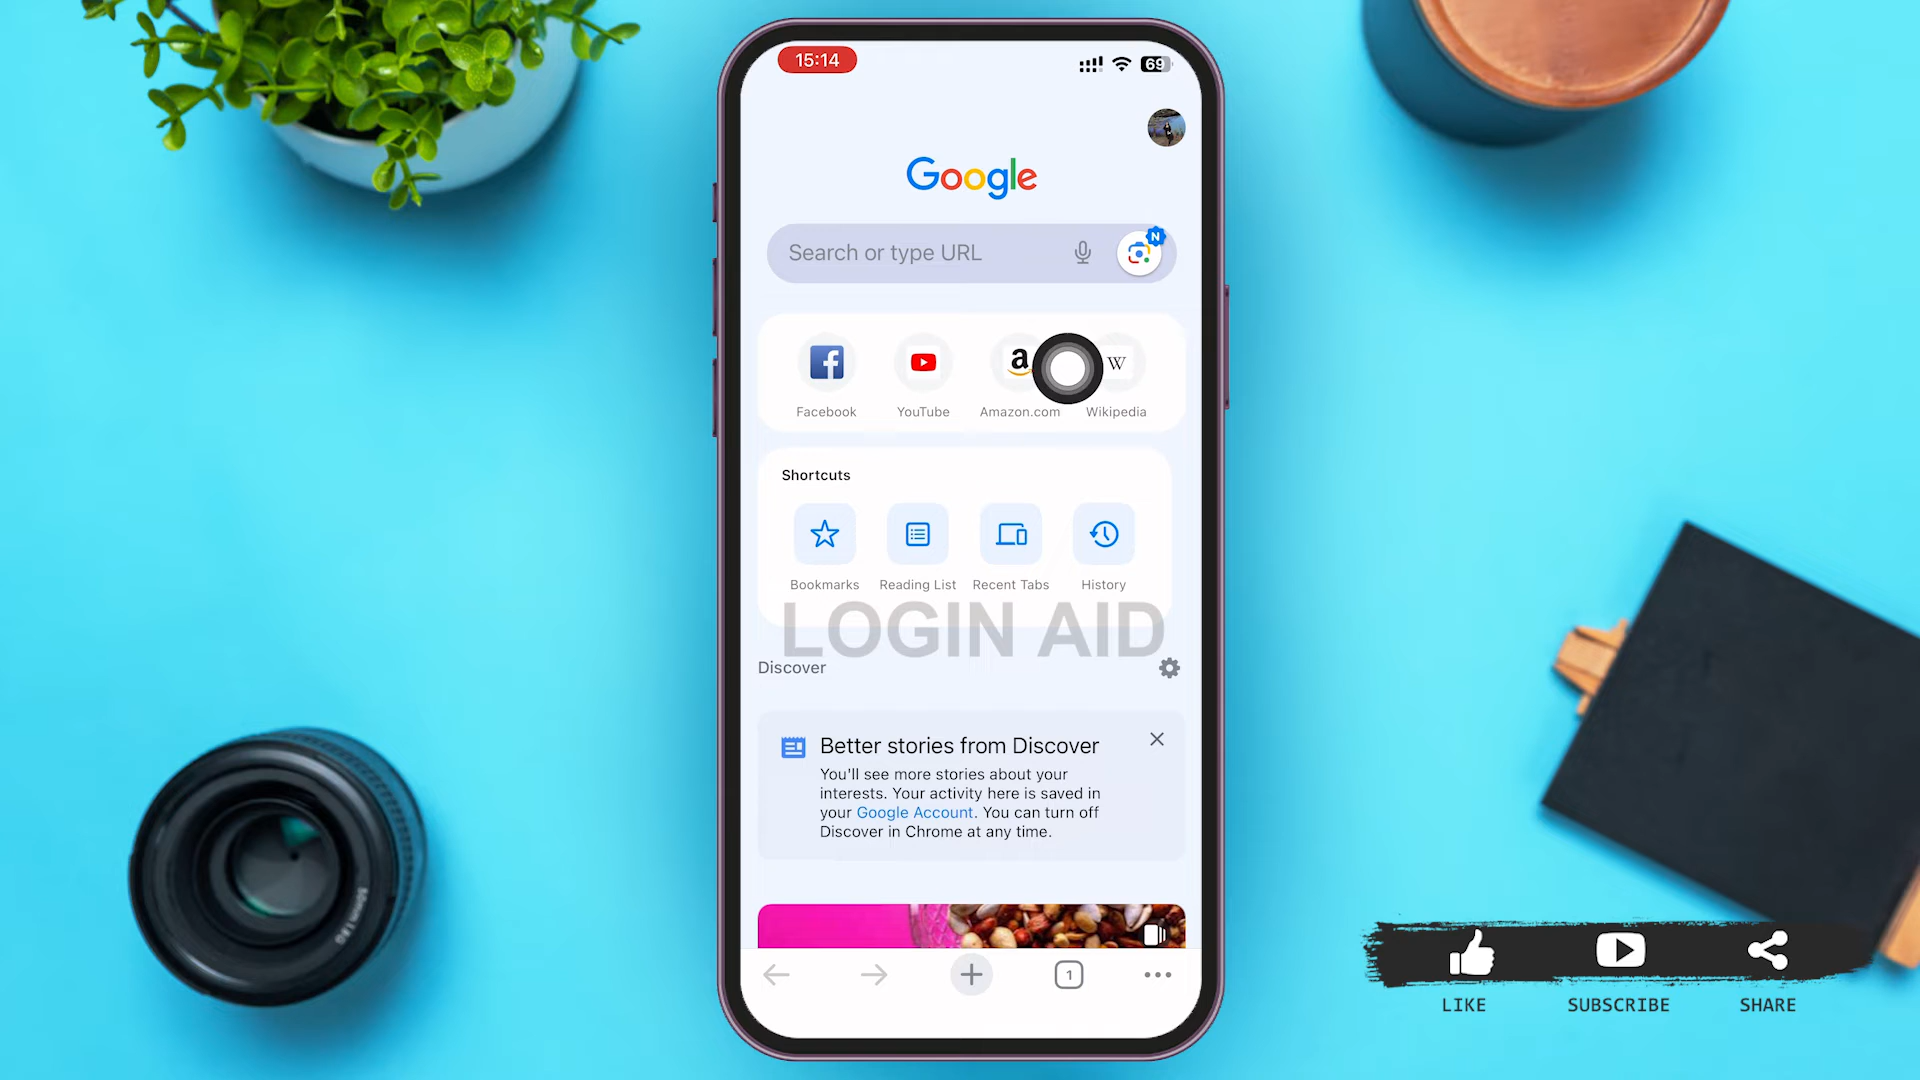 15:14
69
Google
Search or type URL
N
Facebook
YouTube
Amazon.com
Wikipedia
Shortcuts
Bookmarks
Reading List
Recent Tabs
History
LOGIN AID
Discover
Better stories from Discover
You'll see more stories about your
interests. Your activity here is saved in
your Google Account. You can turn off
Discover in Chrome at any time.
1
LIKE
SUBSCRIBE
SHARE